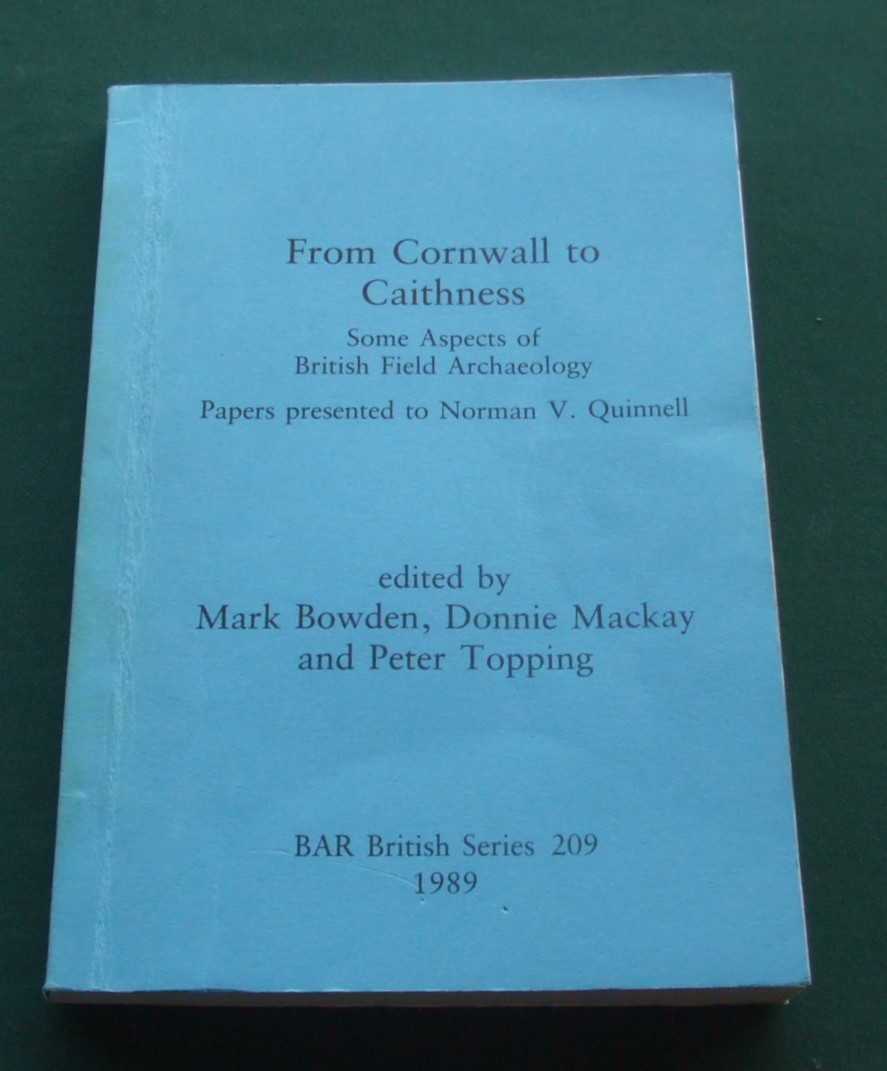 From Cornwall to
Caithness
Some Aspects of
British Field Archaeology
Papers presented to Norman V. Quinnell
edited by
Mark Bowden, Donnie Mackay
and Peter Topping
BAR British Series 209
1989